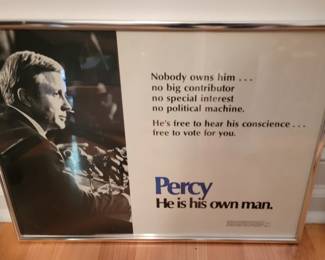 Nobody owns him ...
no big contributor
no special interest
no political machine.
He's free to hear his conscience ...
free to vote for you.
Percy
He is his own man.